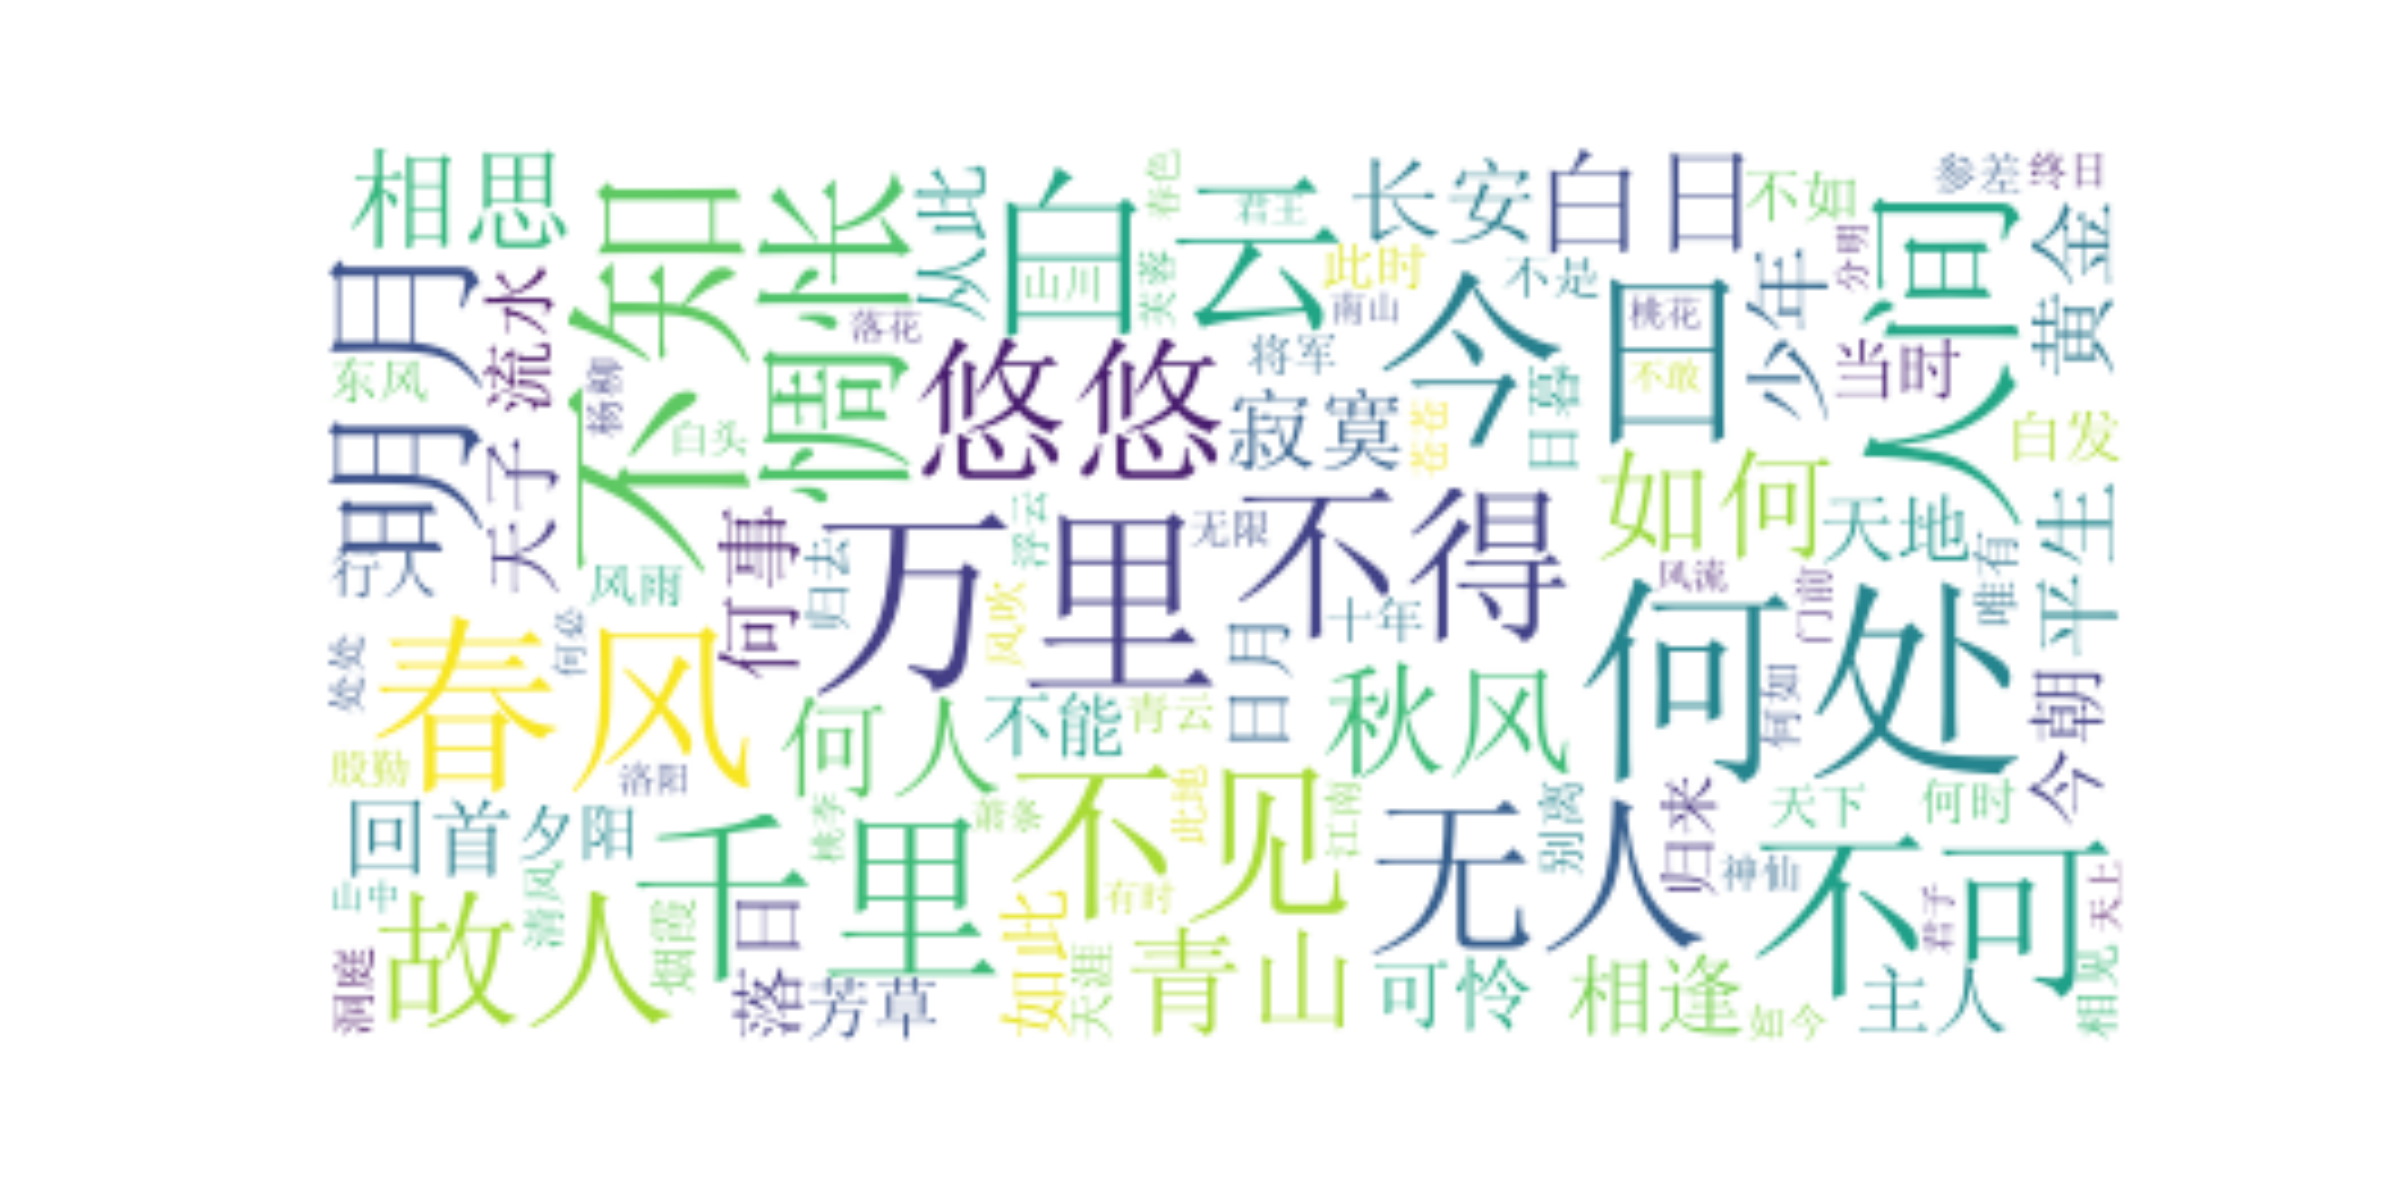 相思
不知
惆怅
从此
白云
春色
君主
长安
白日
不如
参差
终日
人间
黄金
明月
流水
山川
芙蓉
此时
南山
不是
今日
桃花
少年
分明
东风
杨柳
落花
悠悠
将军
寂寞
苍苍
日暮
不敢
当时
白发
白头
天子
行人
风雨
何事
归去
万里
浮云
无限
不得
如何
天地
唯有
平生
处处
春风
何必
风吹
日月
十年
风流
门前
何处
何如
今朝
殷勤
洛阳
何人
不能
青云
秋风
回首
夕阳
千里
桃李
萧条
不见
此地
江南
无人
别离
归来
神仙
天下
何时
不可
山中
故人
清风
烟霞
落日
如此
有时
君子
天上
洞庭
芳草
天涯
青山
可怜
相逢
如今
主人
相见